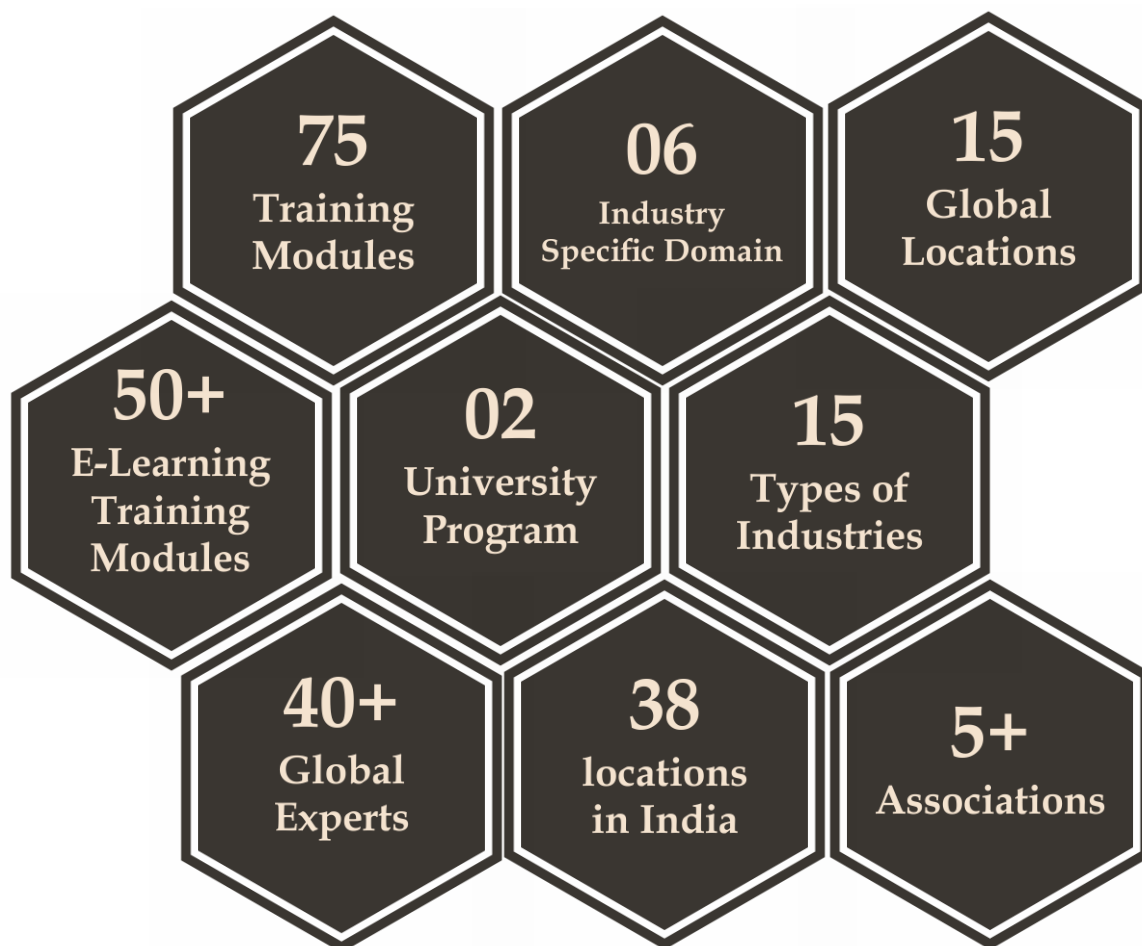 75
Training
Modules
06
Industry
Specific Domain
15
Global
Locations
50+
E-Learning
Training
Modules
02
University
Program
15
Types of
Industries
40+
Global
Experts
38
locations
in India
5+
Associations